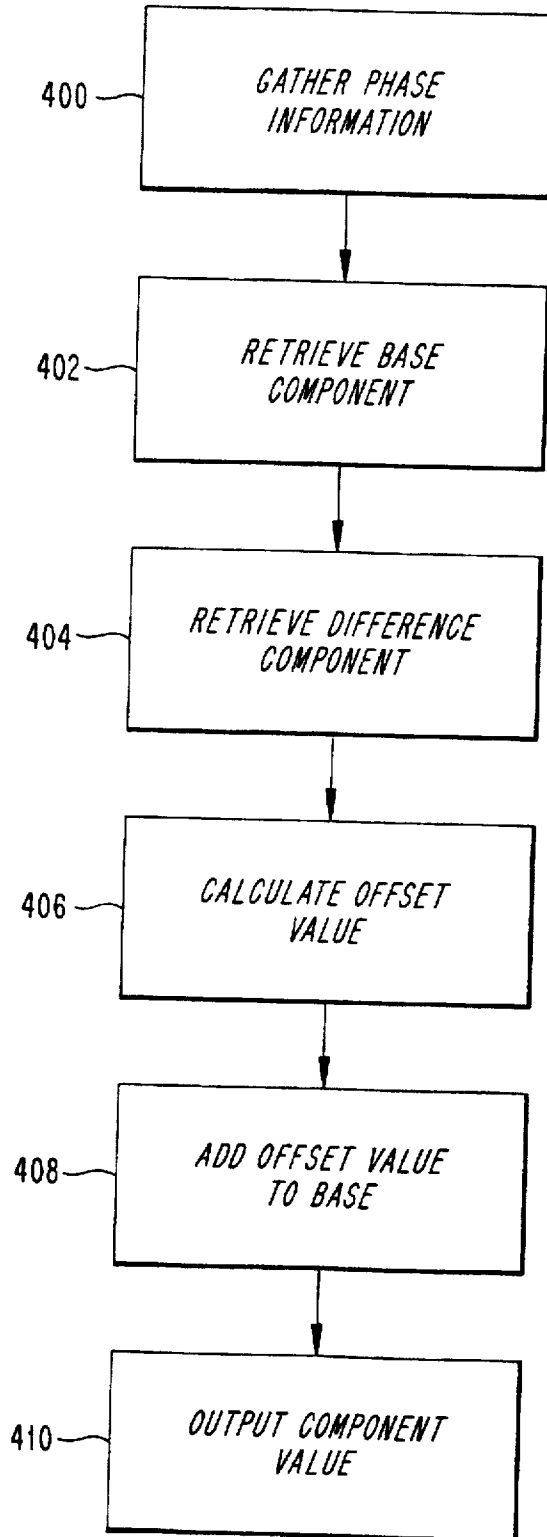 400
GATHER PHASE
INFORMATION
402
RETRIEVE BASE
COMPONENT
404
RETRIEVE DIFFERENCE
COMPONENT
406
CALCULATE OFFSET
VALUE
408
ADD OFFSET VALUE
TO BASE
410
OUTPUT COMPONENT
VALUE